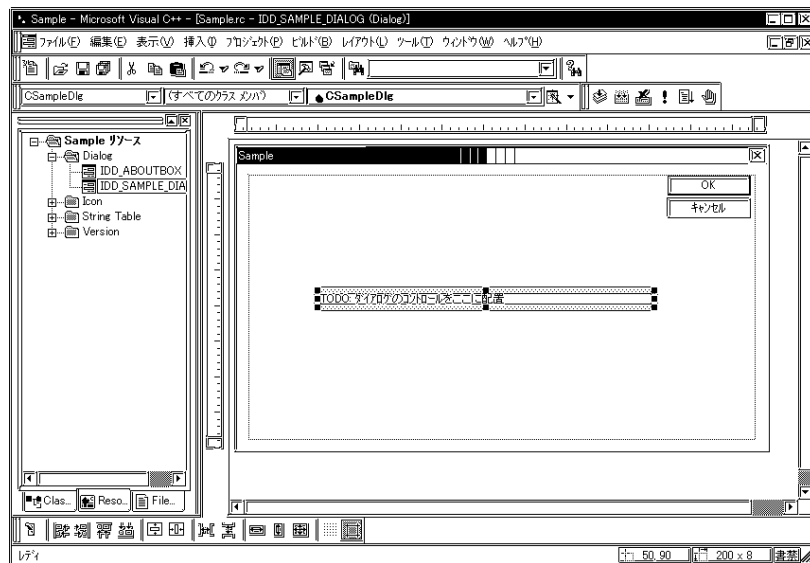 Sample - Microsoft Visual C++ - [Sample.rc - IDD_SAMPLE_DIALOG (Dialog)]
ファイル(F) 編集(E) 表示(V) 挿入(I) プロジェクト(P) ビルド(B) レイアウト(L) ツール(T) ウィンドウ(W) ヘルプ(H)
CSampleDlg (すべてのクラス メンバ) CSampleDlg
Sample リソース
Dialog
IDD_ABOUTBOX
IDD_SAMPLE_DIA
Icon
String Table
Version
Sample
OK
キャンセル
TODO: ダイアログのコントロールをここに配置
Clas... Reso... File...
レディ 50, 90 200 x 8 書禁